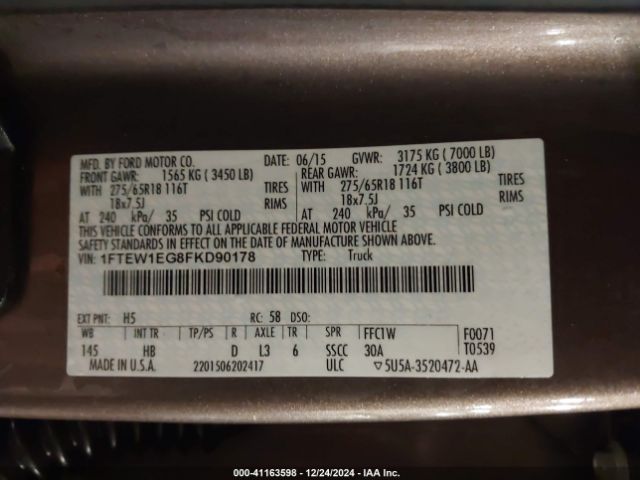 MFD. BY FORD MOTOR CO. DATE: 06/15 GVWR: 3175 KG ( 7000 LB)
FRONT GAWR: 1565 KG ( 3450 LB) REAR GAWR: 1724 KG ( 3800 LB)
WITH 275/65R18 116T TIRES WITH 275/65R18 116T TIRES
18x7.5J RIMS 18x7.5J RIMS
AT 240 kPa/ 35 PSI COLD AT 240 kPa/ 35 PSI COLD
THIS VEHICLE CONFORMS TO ALL APPLICABLE FEDERAL MOTOR VEHICLE
SAFETY STANDARDS IN EFFECT ON THE DATE OF MANUFACTURE SHOWN ABOVE.
VIN: 1FTEW1EG8FKD90178 TYPE: Truck
EXT PNT: H5 RC: 58 DSO:
WB INT TR TP/PS R AXLE TR SPR FFC1W F0071
145 HB D L3 6 SSCC 30A T0539
MADE IN U.S.A. 2201506202417 ULC ▽5U5A-3520472-AA
000-41163598 - 12/24/2024 - IAA Inc.